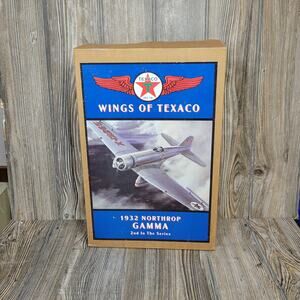 TEXACO
WINGS OF TEXACO
1932 NORTHROP
GAMMA
2nd In The Series